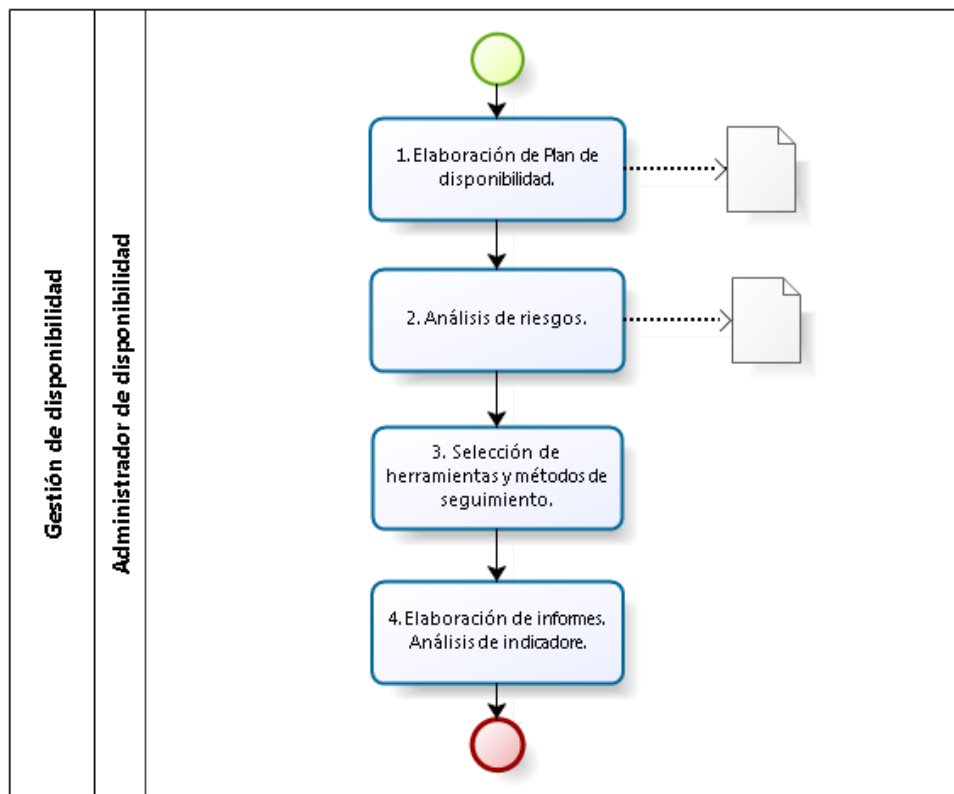 Gestión de disponibilidad
Administrador de disponibilidad
1. Elaboración de Plan de
disponibilidad.
2. Análisis de riesgos.
3. Selección de
herramientas y métodos de
seguimiento.
4. Elaboración de informes.
Análisis de indicadore.